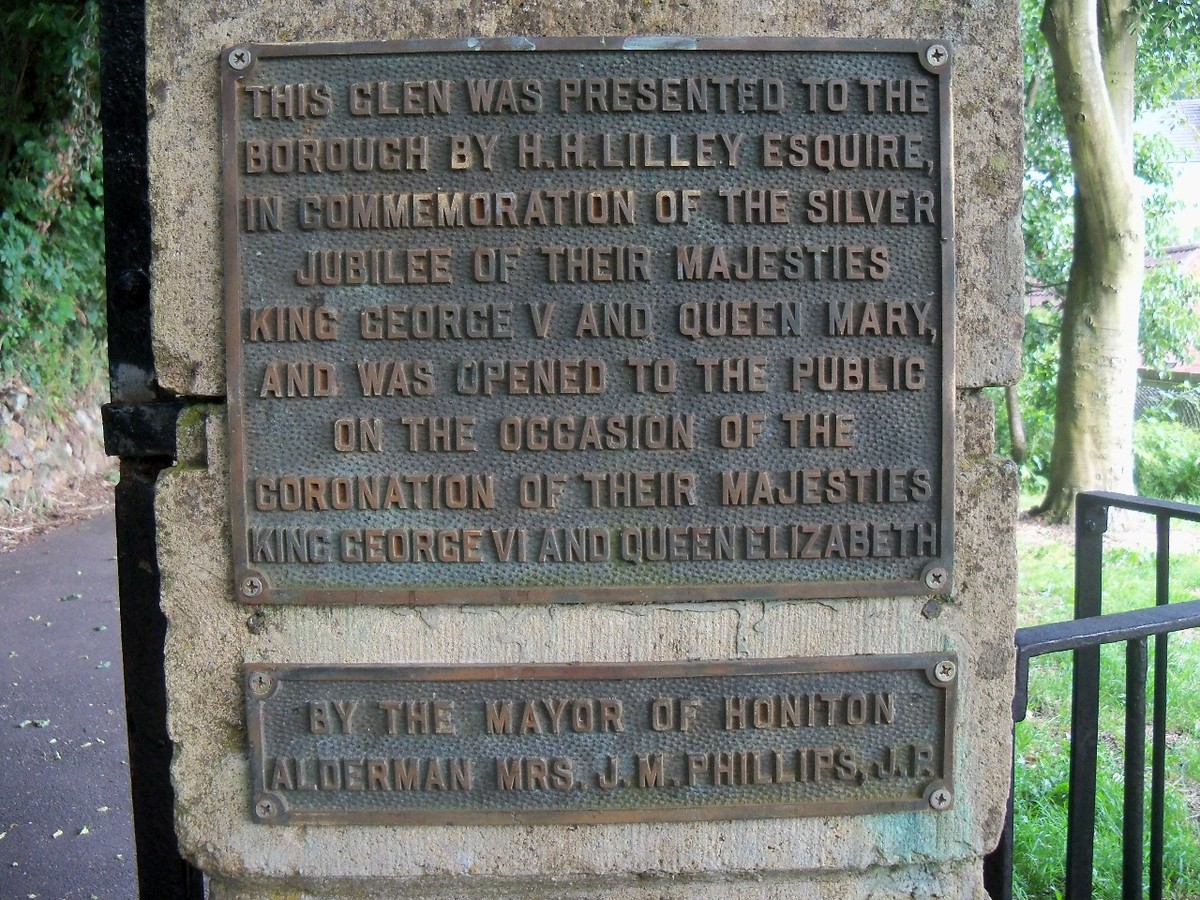 THIS GLEN WAS PRESENTED TO THE
BOROUGH BY H.H. LILLEY ESQUIRE,
IN COMMEMORATION OF THE SILVER
JUBILEE OF THEIR MAJESTIES
KING GEORGE V AND QUEEN MARY,
AND WAS OPENED TO THE PUBLIC
ON THE OCCASION OF THE
CORONATION OF THEIR MAJESTIES
KING GEORGE VI AND QUEEN ELIZABETH
BY THE MAYOR OF HONITON
ALDERMAN MRS. J.M. PHILLIPS, J.P.